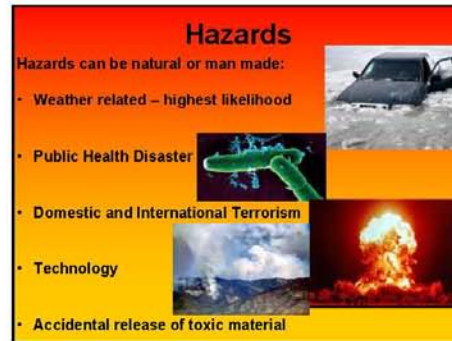 Hazards
Hazards can be natural or man made:
• Weather related – highest likelihood
• Public Health Disaster
• Domestic and International Terrorism
• Technology
• Accidental release of toxic material